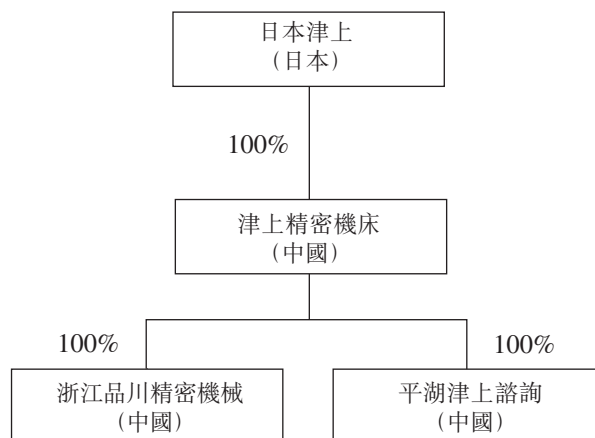 日本津上
（日本）
100%
津上精密機床
（中國）
100%
100%
浙江品川精密機械
（中國）
平湖津上諮詢
（中國）